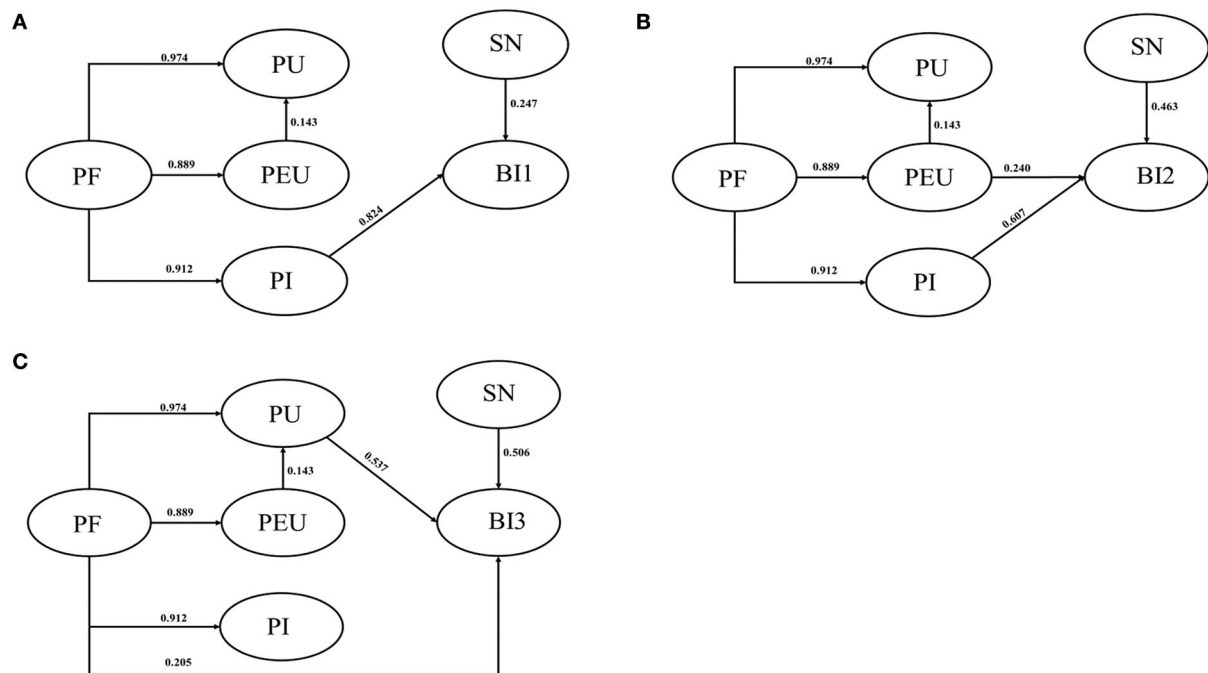 A
0.974
PU
SN
0.143
0.247
PF
0.889
PEU
BI1
0.824
0.912
PI
B
0.974
PU
SN
0.143
0.463
PF
0.889
PEU
0.240
BI2
0.607
0.912
PI
C
0.974
PU
SN
0.537
0.143
0.506
PF
0.889
PEU
BI3
0.912
PI
0.205